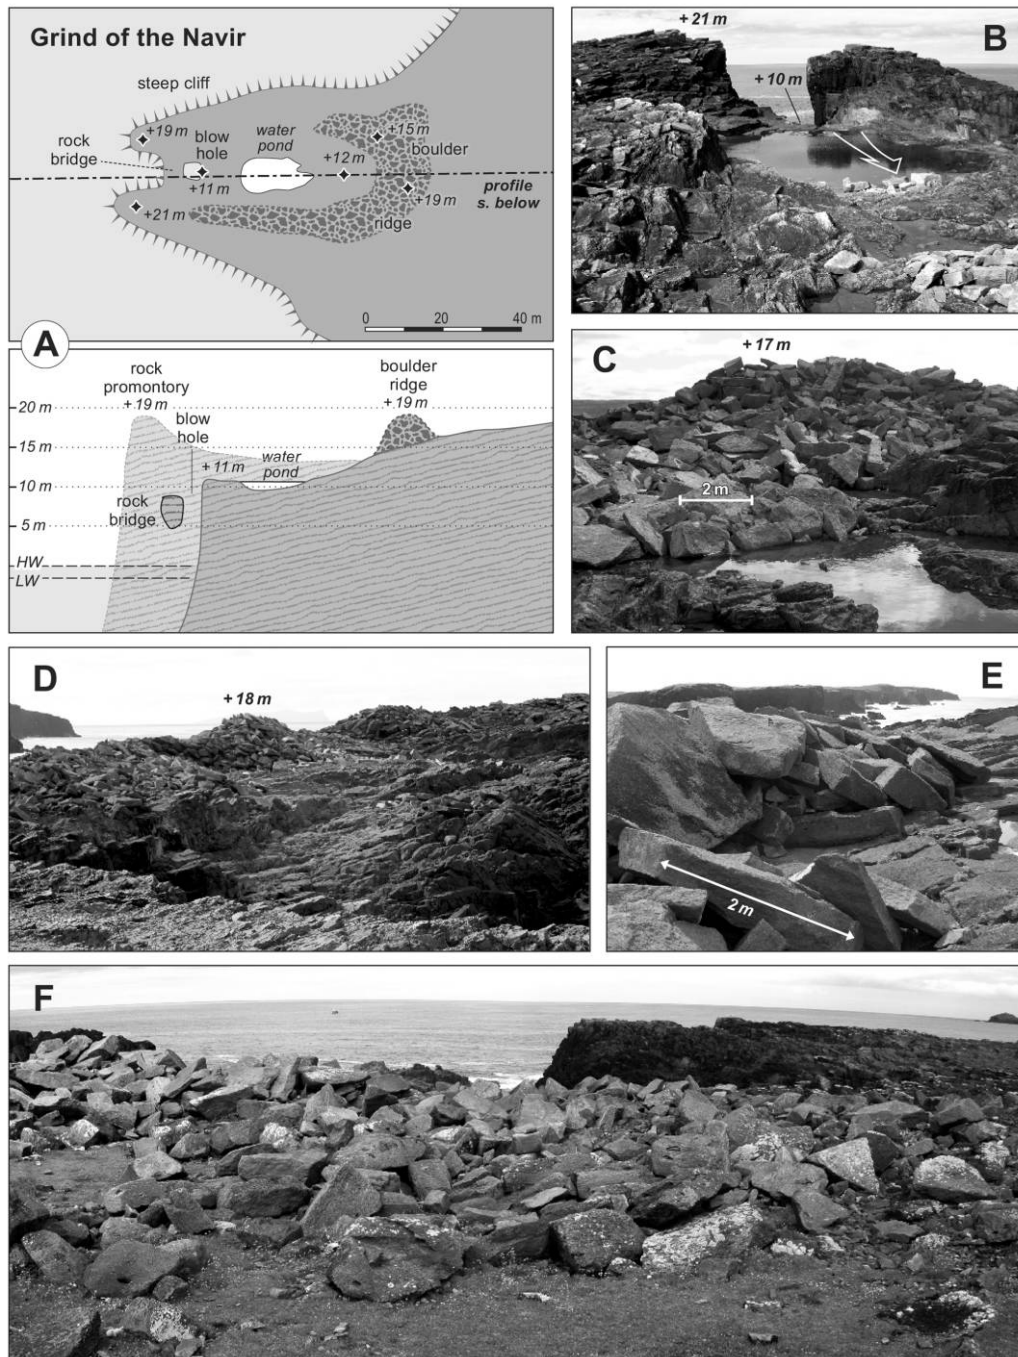 Grind of the Navir
steep cliff
+19 m
rock
bridge
blow
hole
+11 m
water
pond
+12 m
+15 m
boulder
+21 m
+19 m
ridge
profile
s. below
0 20 40 m
A
rock
promontory
+ 19 m
boulder
ridge
+ 19 m
20 m
blow
hole
15 m
+ 11 m
water
pond
10 m
rock
bridge
5 m
HW
LW
B
+ 21 m
+ 10 m
C
+ 17 m
2 m
D
+ 18 m
E
2 m
F